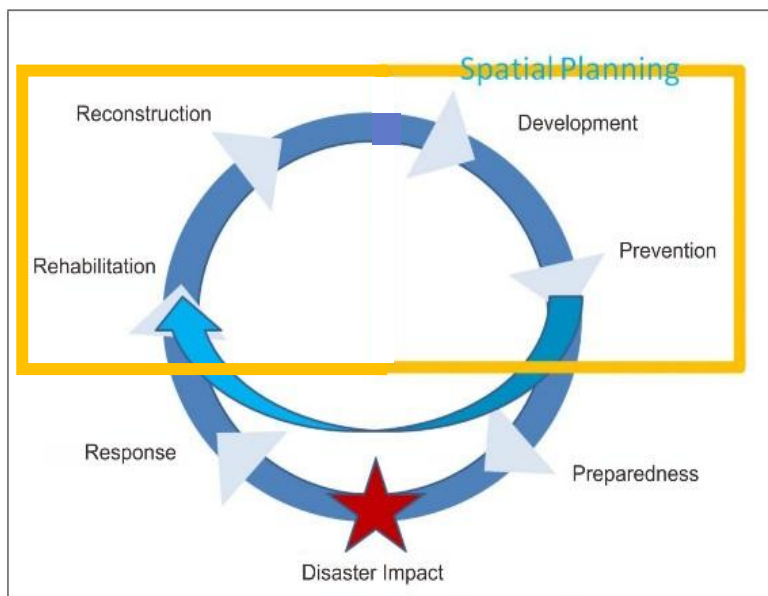 Spatial Planning
Reconstruction
Development
Rehabilitation
Prevention
Response
Preparedness
Disaster Impact